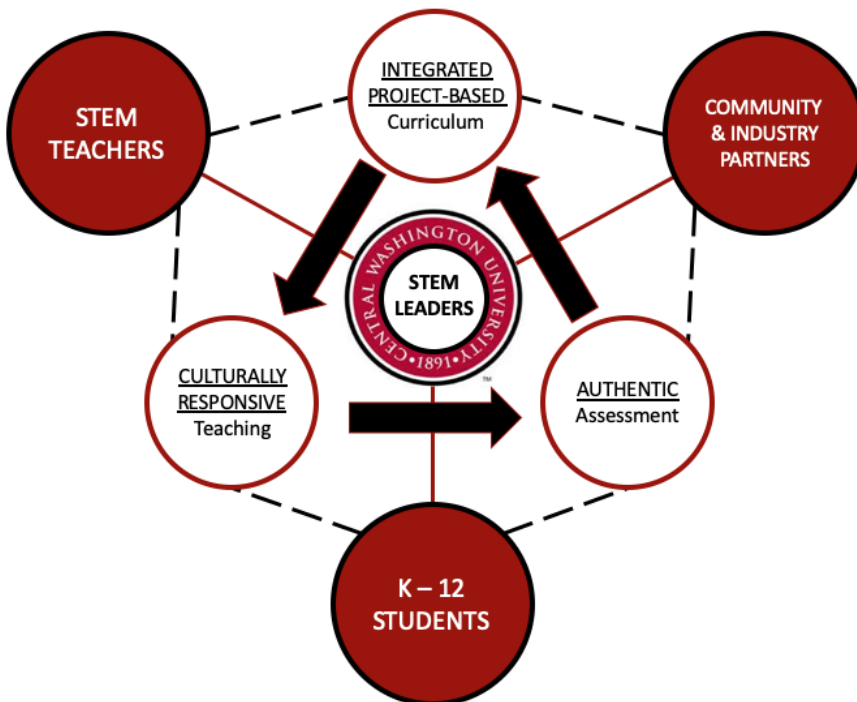 INTEGRATED
PROJECT-BASED
Curriculum
STEM
TEACHERS
COMMUNITY
& INDUSTRY
PARTNERS
CENTRAL WASHINGTON UNIVERSITY
•1891•
STEM
LEADERS
TM
CULTURALLY
RESPONSIVE
Teaching
AUTHENTIC
Assessment
K – 12
STUDENTS